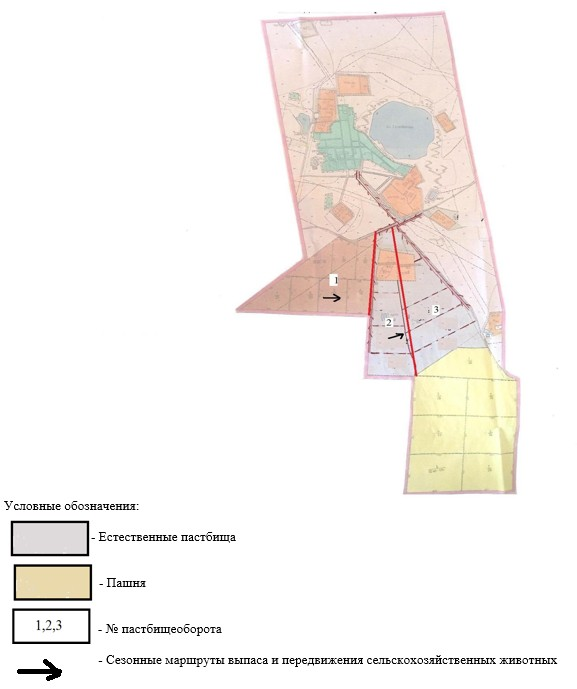 1
2
3
Условные обозначения:
- Естественные пастбища
- Пашня
1,2,3
- № пастбищеоборота
- Сезонные маршруты выпаса и передвижения сельскохозяйственных животных